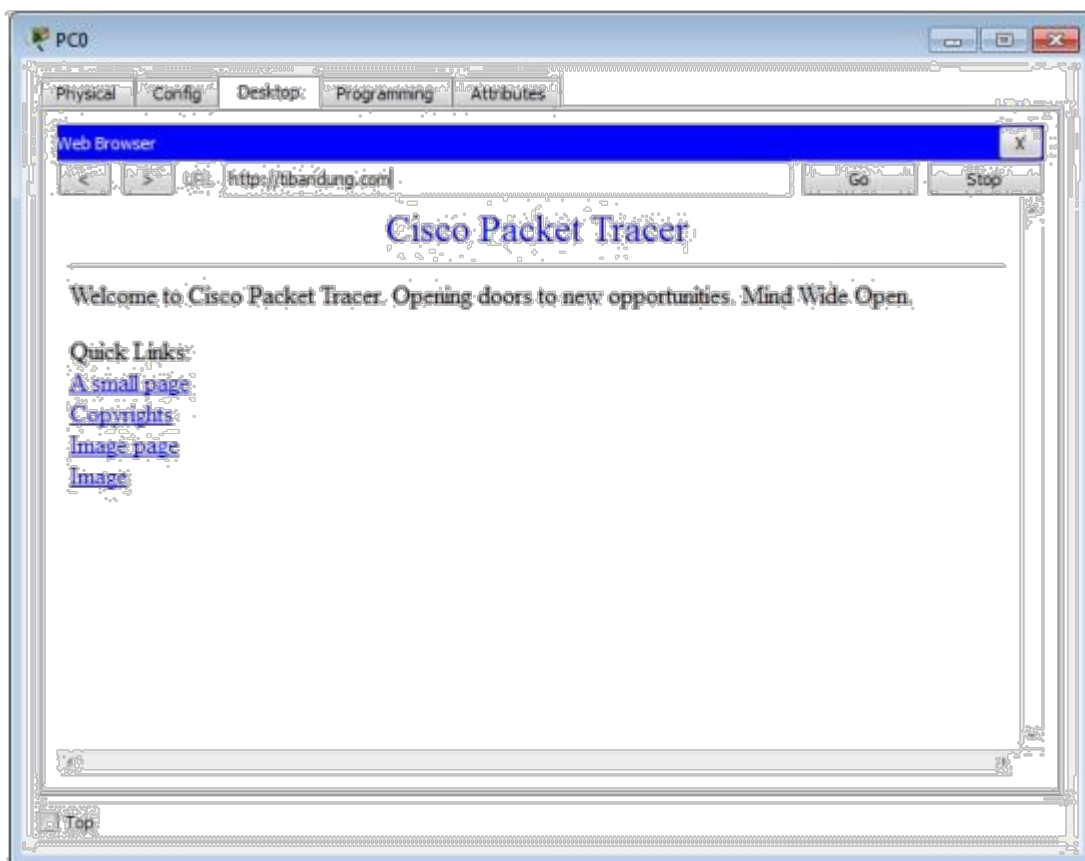 PC0
Physical Config Desktop Programming Attributes
Web Browser
X
< > URL http://tibandung.com Go Stop
Cisco Packet Tracer
Welcome to Cisco Packet Tracer. Opening doors to new opportunities. Mind Wide Open.
Quick Links:
A small page
Copyrights
Image page
Image
Top